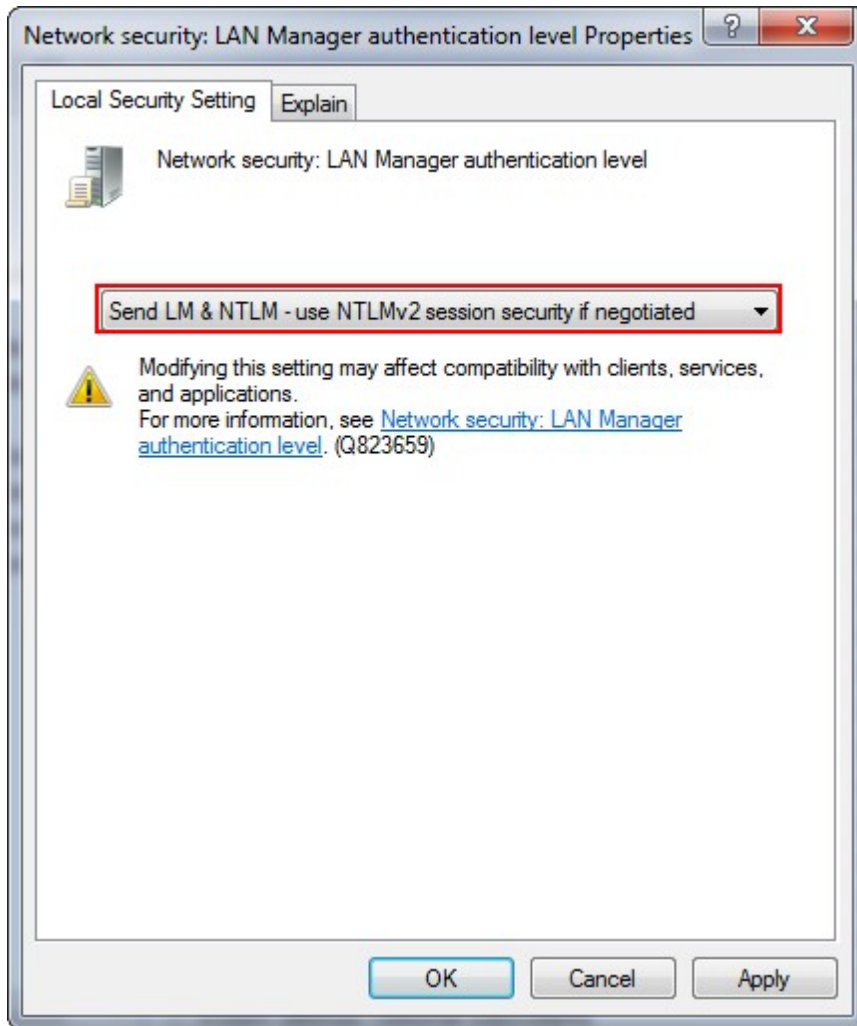 Network security: LAN Manager authentication level Properties
Local Security Setting
Explain
Network security: LAN Manager authentication level
Send LM & NTLM - use NTLMv2 session security if negotiated
Modifying this setting may affect compatibility with clients, services,
and applications.
For more information, see Network security: LAN Manager
authentication level. (Q823659)
OK
Cancel
Apply